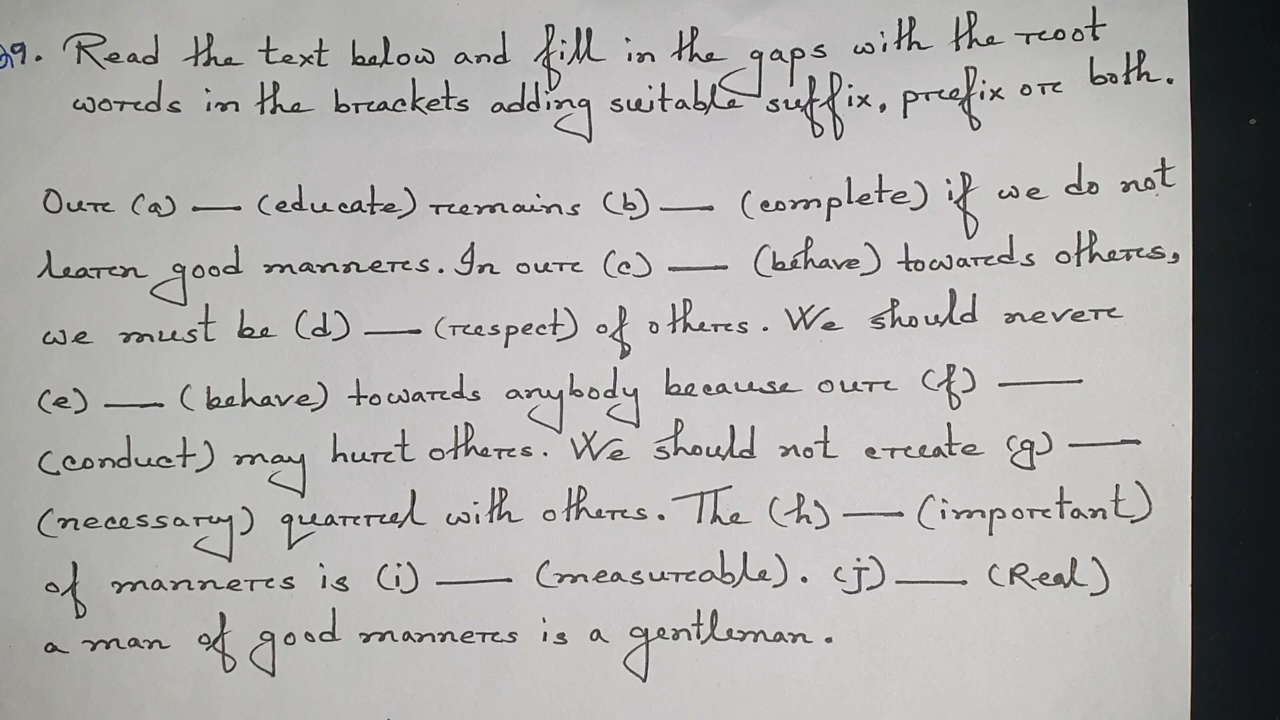 29. Read the text below and fill in the gaps with the root
words in the brackets adding suitable suffix, prefix or both.
Our (a) — (educate) remains (b) — (complete) if we do not
learn good manners. In our (c) — (behave) towards others,
we must be (d) — (respect) of others. We should never
(e) — (behave) towards anybody because our (f) —
(conduct) may hurt others. We should not create (g) —
(necessary) quarrel with others. The (h) — (important)
of manners is (i) — (measureable). (j) — (Real)
a man of good manners is a gentleman.